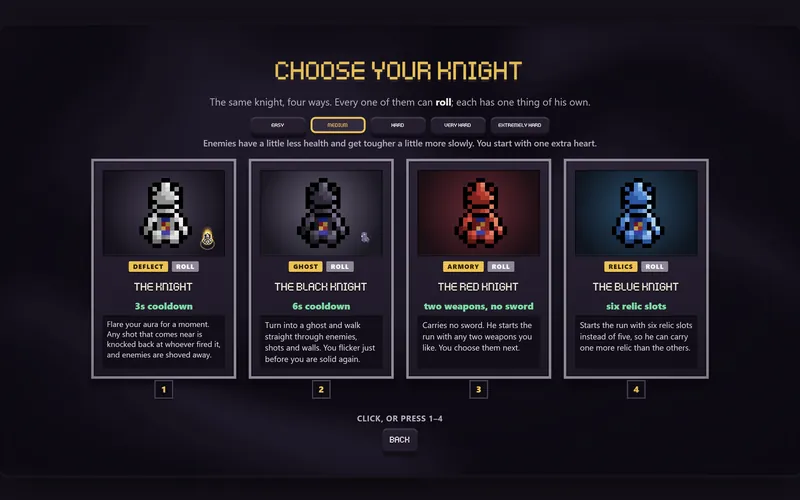 CHOOSE YOUR KNIGHT
The same knight, four ways. Every one of them can roll; each has one thing of his own.
EASY
MEDIUM
HARD
VERY HARD
EXTREMELY HARD
Enemies have a little less health and get tougher a little more slowly. You start with one extra heart.
DEFLECT ROLL
THE KNIGHT
3s cooldown
Flare your aura for a moment.
Any shot that comes near is
knocked back at whoever fired it,
and enemies are shoved away.
1
GHOST ROLL
THE BLACK KNIGHT
6s cooldown
Turn into a ghost and walk
straight through enemies,
shots and walls. You flicker just
before you are solid again.
2
ARMORY ROLL
THE RED KNIGHT
two weapons, no sword
Carries no sword. He starts the
run with any two weapons you
like. You choose them next.
3
RELICS ROLL
THE BLUE KNIGHT
six relic slots
Starts the run with six relic slots
instead of five, so he can carry
one more relic than the others.
4
CLICK, OR PRESS 1–4
BACK